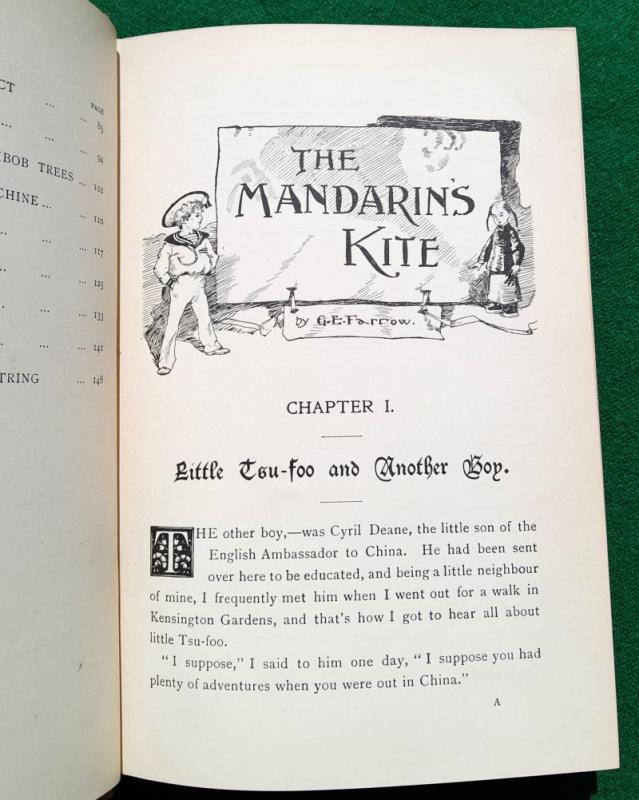 CT
PAGE
... ... 85
... ... 94
BOB TREES ... 102
CHINE ... ... 110
... ... 117
... ... 125
... ... 133
... ... 141
TRING ... 148
THE
MANDARIN'S
KITE
by G.E. Farrow.
CHAPTER I.
Little Tsu-foo and Another Boy.
THE other boy,—was Cyril Deane, the little son of the
English Ambassador to China. He had been sent
over here to be educated, and being a little neighbour
of mine, I frequently met him when I went out for a walk in
Kensington Gardens, and that's how I got to hear all about
little Tsu-foo.
"I suppose," I said to him one day, "I suppose you had
plenty of adventures when you were out in China."
A